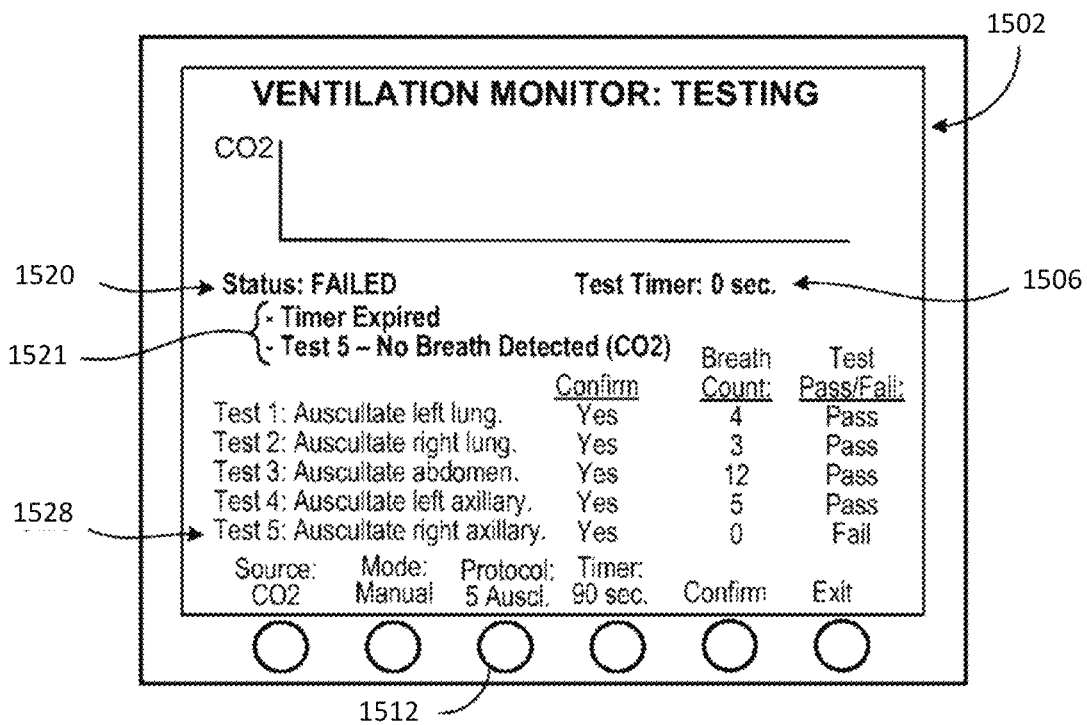 1502
VENTILATION MONITOR: TESTING
CO2
1520
Status: FAILED
Test Timer: 0 sec.
1506
1521
- Timer Expired
- Test 5 – No Breath Detected (CO2)
Confirm
Breath
Count:
Test
Pass/Fail:
Test 1: Auscultate left lung. Yes 4 Pass
Test 2: Auscultate right lung. Yes 3 Pass
Test 3: Auscultate abdomen. Yes 12 Pass
Test 4: Auscultate left axillary. Yes 5 Pass
1528
Test 5: Auscultate right axillary. Yes 0 Fail
Source:
CO2
Mode:
Manual
Protocol:
5 Auscl.
Timer:
90 sec.
Confirm
Exit
1512